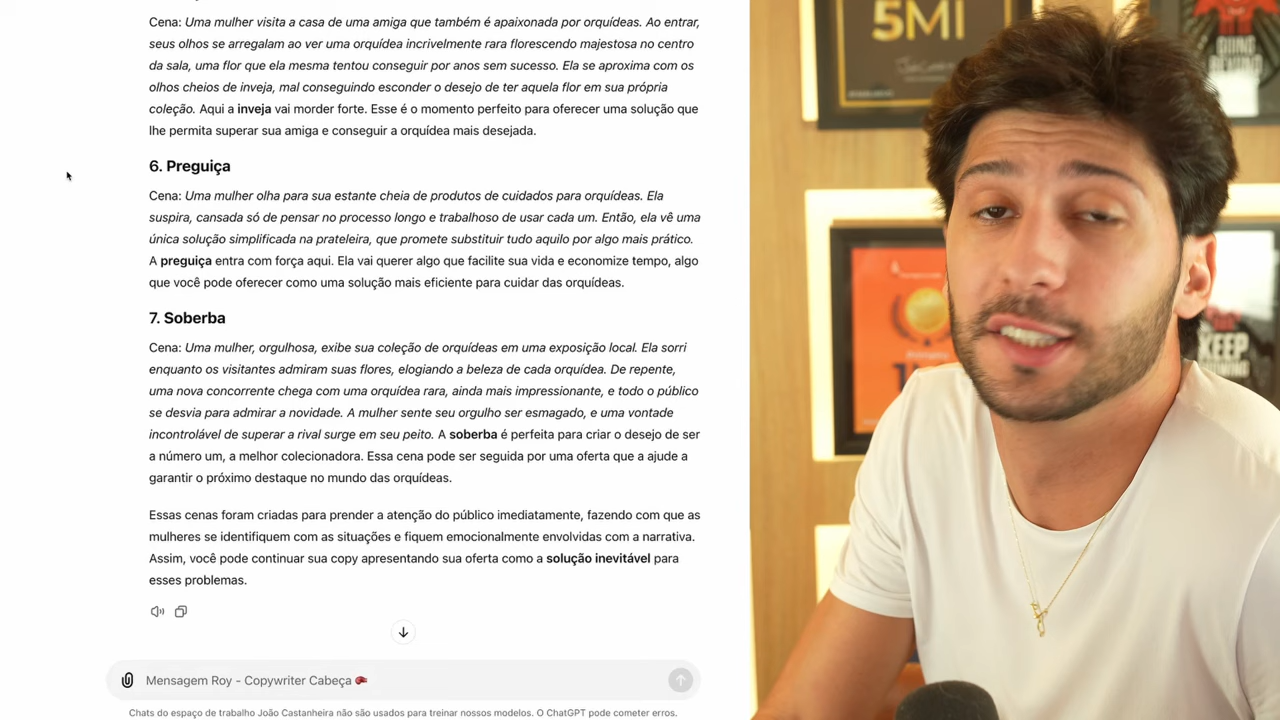 Cena: Uma mulher visita a casa de uma amiga que também é apaixonada por orquídeas. Ao entrar,
seus olhos se arregalam ao ver uma orquídea incrivelmente rara florescendo majestosa no centro
da sala, uma flor que ela mesma tentou conseguir por anos sem sucesso. Ela se aproxima com os
olhos cheios de inveja, mal conseguindo esconder o desejo de ter aquela flor em sua própria
coleção. Aqui a inveja vai morder forte. Esse é o momento perfeito para oferecer uma solução que
lhe permita superar sua amiga e conseguir a orquídea mais desejada.
6. Preguiça
Cena: Uma mulher olha para sua estante cheia de produtos de cuidados para orquídeas. Ela
suspira, cansada só de pensar no processo longo e trabalhoso de usar cada um. Então, ela vê uma
única solução simplificada na prateleira, que promete substituir tudo aquilo por algo mais prático.
A preguiça entra com força aqui. Ela vai querer algo que facilite sua vida e economize tempo, algo
que você pode oferecer como uma solução mais eficiente para cuidar das orquídeas.
7. Soberba
Cena: Uma mulher, orgulhosa, exibe sua coleção de orquídeas em uma exposição local. Ela sorri
enquanto os visitantes admiram suas flores, elogiando a beleza de cada orquídea. De repente,
uma nova concorrente chega com uma orquídea rara, ainda mais impressionante, e todo o público
se desvia para admirar a novidade. A mulher sente seu orgulho ser esmagado, e uma vontade
incontrolável de superar a rival surge em seu peito. A soberba é perfeita para criar o desejo de ser
a número um, a melhor colecionadora. Essa cena pode ser seguida por uma oferta que a ajude a
garantir o próximo destaque no mundo das orquídeas.
Essas cenas foram criadas para prender a atenção do público imediatamente, fazendo com que as
mulheres se identifiquem com as situações e fiquem emocionalmente envolvidas com a narrativa.
Assim, você pode continuar sua copy apresentando sua oferta como a solução inevitável para
esses problemas.
Mensagem Roy - Copywriter Cabeça
Chats do espaço de trabalho João Castanheira não são usados para treinar nossos modelos. O ChatGPT pode cometer erros.
5MI
KEEP